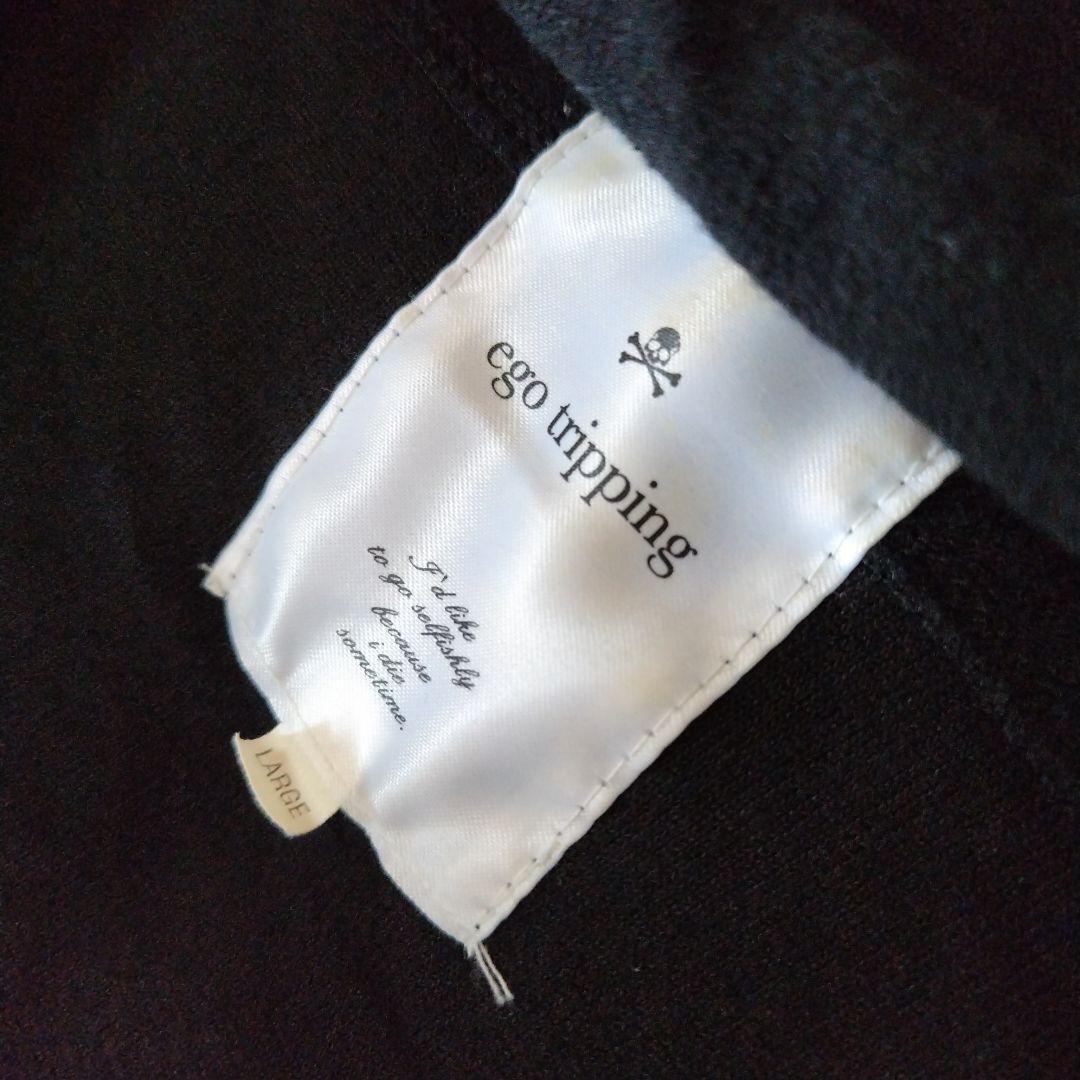 ego tripping
I'd like
to go selfishly
because
i die
sometime.
LARGE